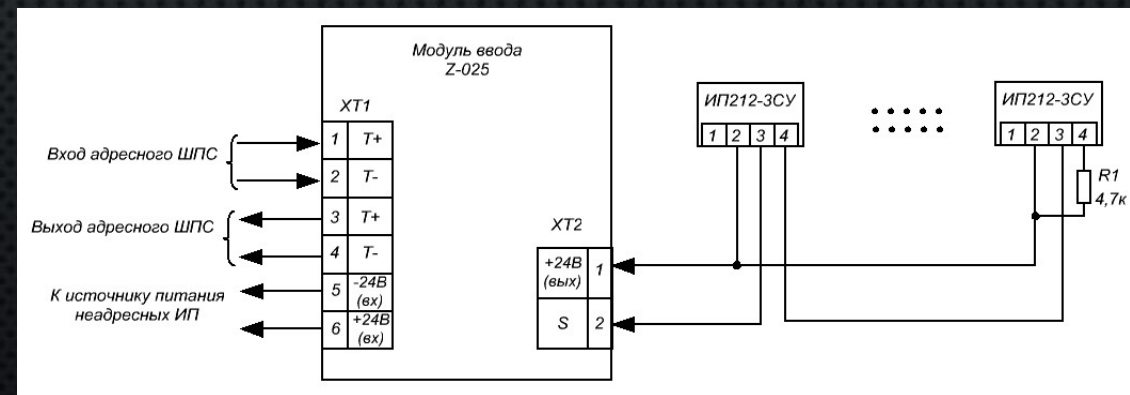 Модуль ввода
Z-025
XT1
Вход адресного ШПС
1 T+
2 T-
Выход адресного ШПС
3 T+
4 T-
К источнику питания
неадресных ИП
5 -24В
(вх)
6 +24В
(вх)
XT2
+24В
(вых) 1
S 2
ИП212-3СУ
1 2 3 4
ИП212-3СУ
1 2 3 4
R1
4,7к